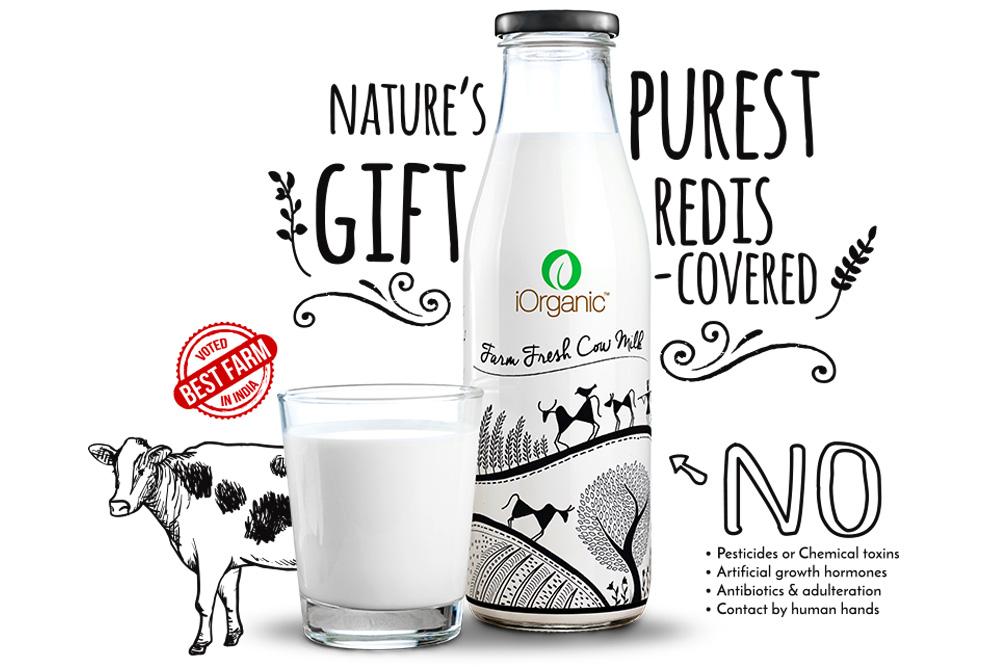 NATURE'S
GIFT
PUREST
REDIS
-COVERED
iOrganic™
Farm Fresh Cow Milk
VOTED
BEST FARM
IN INDIA
NO
• Pesticides or Chemical toxins
• Artificial growth hormones
• Antibiotics & adulteration
• Contact by human hands